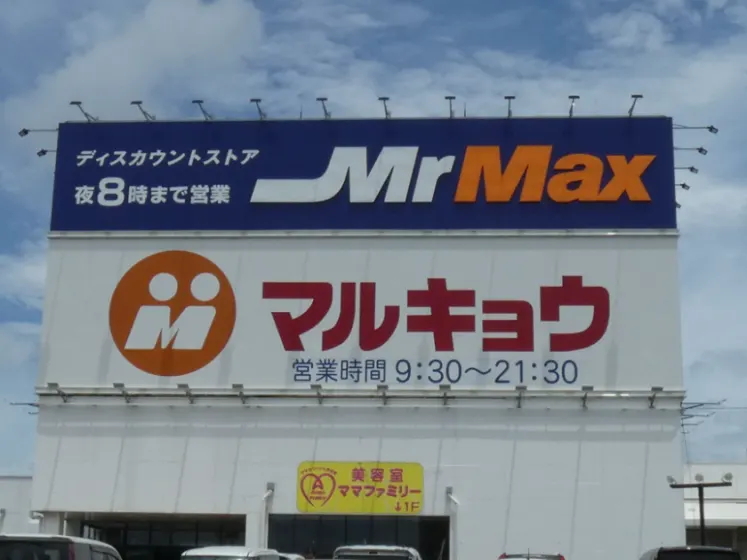 ディスカウントストア
夜8時まで営業
MrMax
M
マルキョウ
営業時間 9:30〜21:30
美容室
ママファミリー
↓1F